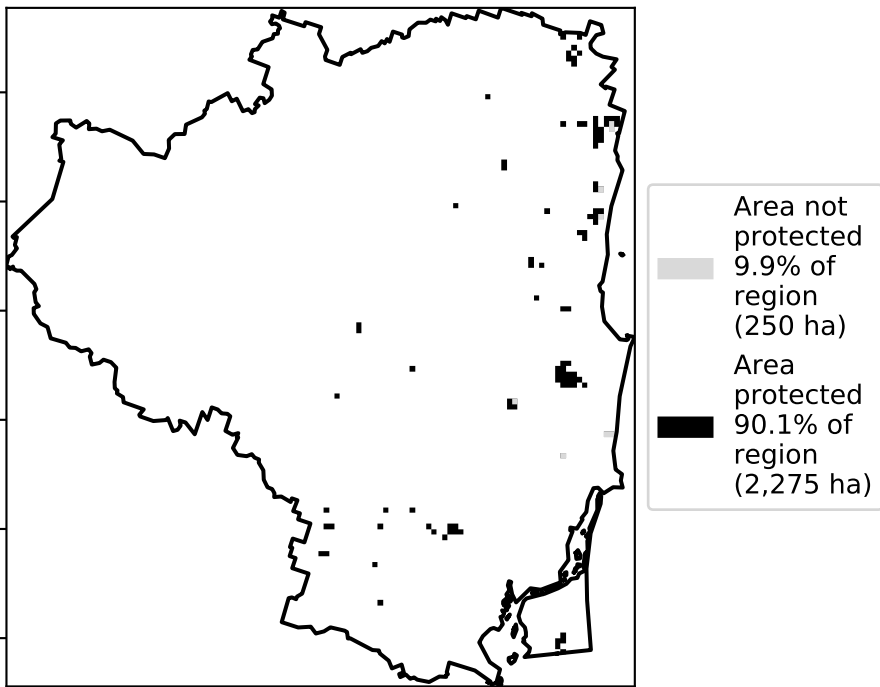 Area not
protected
9.9% of
region
(250 ha)
Area
protected
90.1% of
region
(2,275 ha)